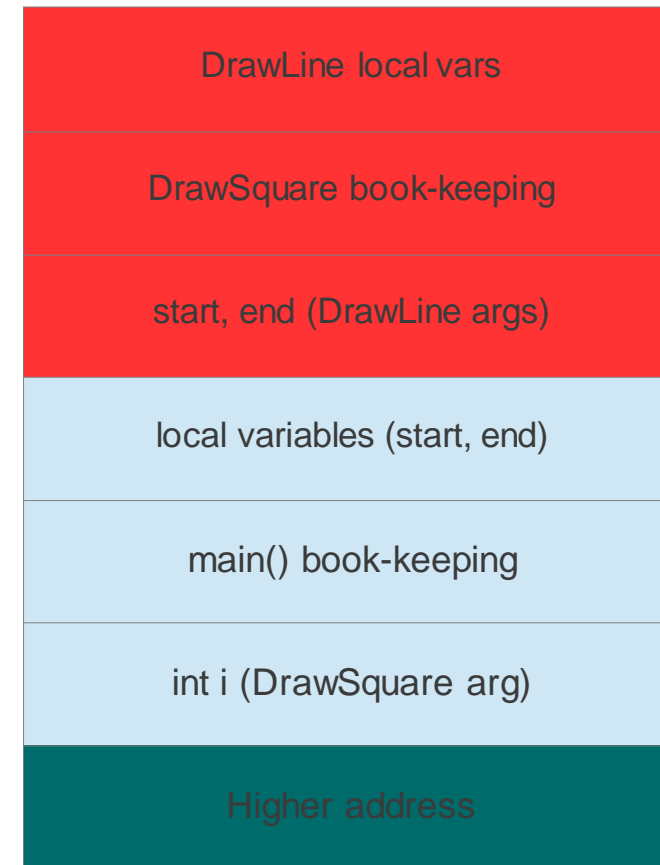 DrawLine local vars
DrawSquare book-keeping
start, end (DrawLine args)
local variables (start, end)
main() book-keeping
int i (DrawSquare arg)
Higher address